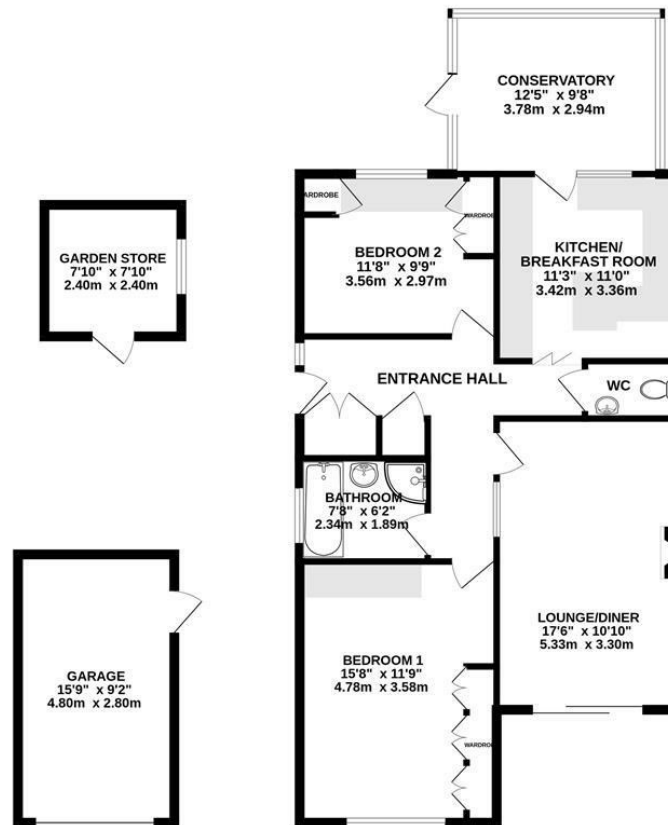 CONSERVATORY
12'5" x 9'8"
3.78m x 2.94m
ARDROBE
WARDROBE
BEDROOM 2
11'8" x 9'9"
3.56m x 2.97m
KITCHEN/
BREAKFAST ROOM
11'3" x 11'0"
3.42m x 3.36m
GARDEN STORE
7'10" x 7'10"
2.40m x 2.40m
ENTRANCE HALL
WC
BATHROOM
7'8" x 6'2"
2.34m x 1.89m
LOUNGE/DINER
17'6" x 10'10"
5.33m x 3.30m
BEDROOM 1
15'8" x 11'9"
4.78m x 3.58m
WARDROBE
GARAGE
15'9" x 9'2"
4.80m x 2.80m